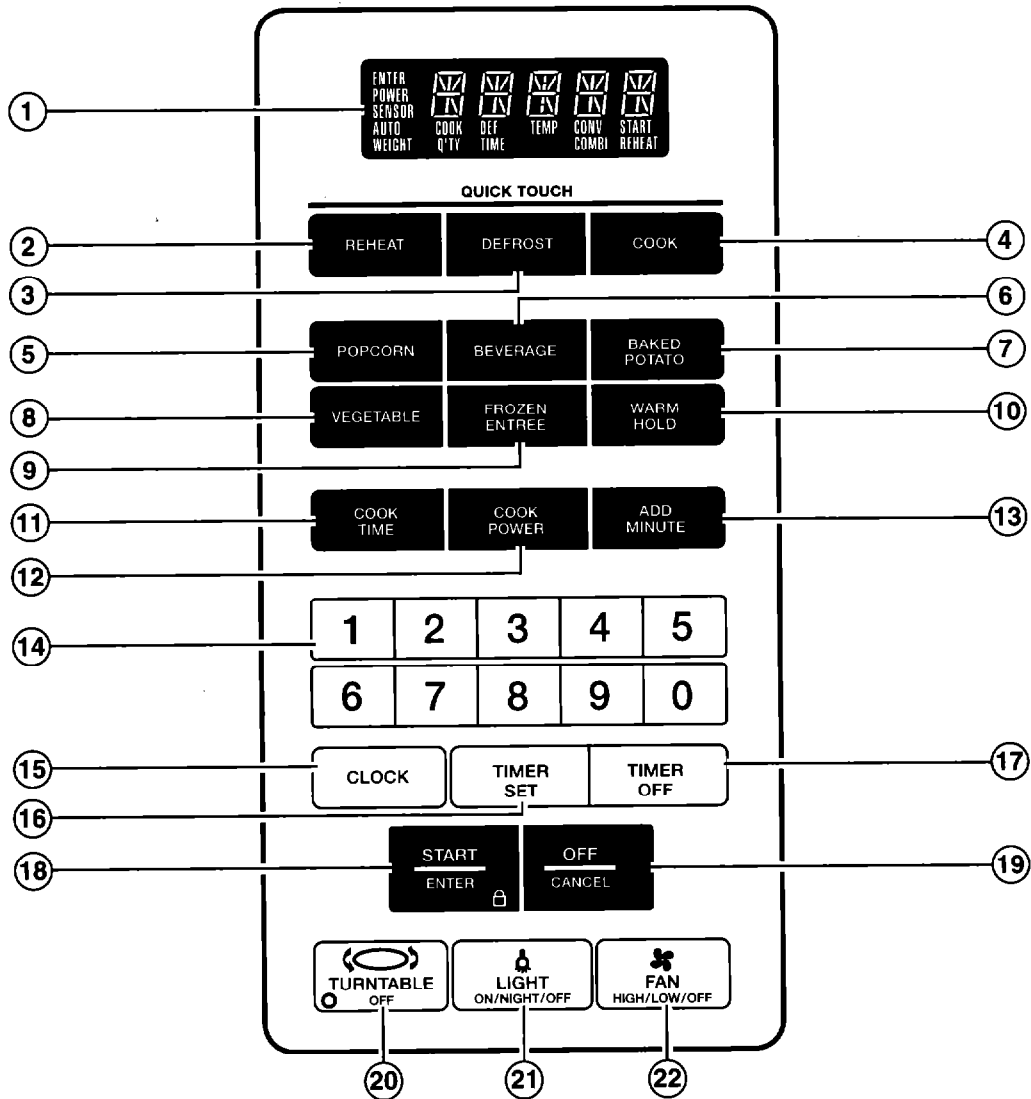 1
ENTER
POWER
SENSOR
AUTO COOK DEF TEMP CONV START
WEIGHT Q'TY TIME COMBI REHEAT
QUICK TOUCH
2 REHEAT DEFROST COOK 4
3 6
5 POPCORN BEVERAGE BAKED POTATO 7
8 VEGETABLE FROZEN ENTREE WARM HOLD 10
9
11 COOK TIME COOK POWER ADD MINUTE 13
12
14 1 2 3 4 5
6 7 8 9 0
15 CLOCK TIMER SET TIMER OFF 17
16
18 START ENTER OFF CANCEL 19
TURNTABLE OFF LIGHT ON/NIGHT/OFF FAN HIGH/LOW/OFF
20 21 22